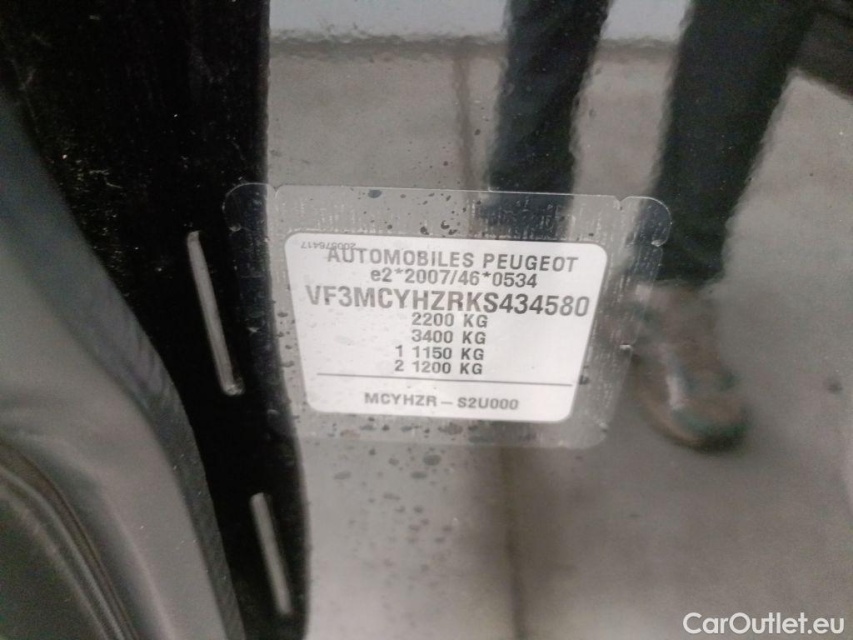 200576417
AUTOMOBILES PEUGEOT
e2*2007/46*0534
VF3MCYHZRKS434580
2200 KG
3400 KG
1 1150 KG
2 1200 KG
MCYHZR - S2U000
CarOutlet.eu